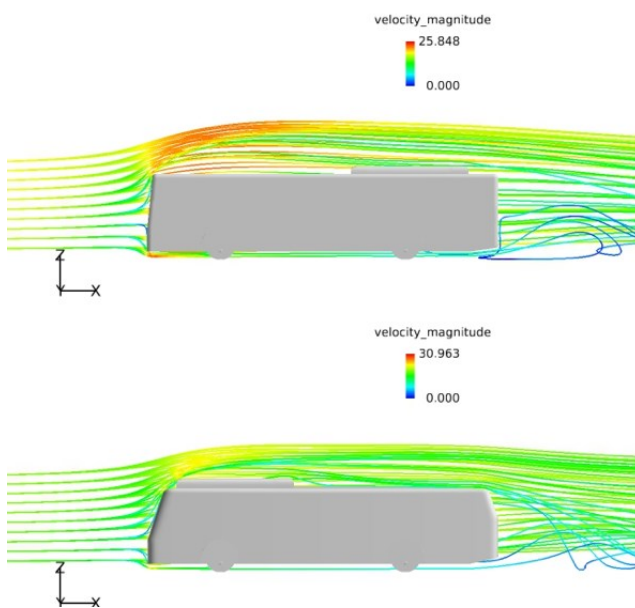 velocity_magnitude
25.848
0.000
Z
Y X
velocity_magnitude
30.963
0.000
Z
Y X